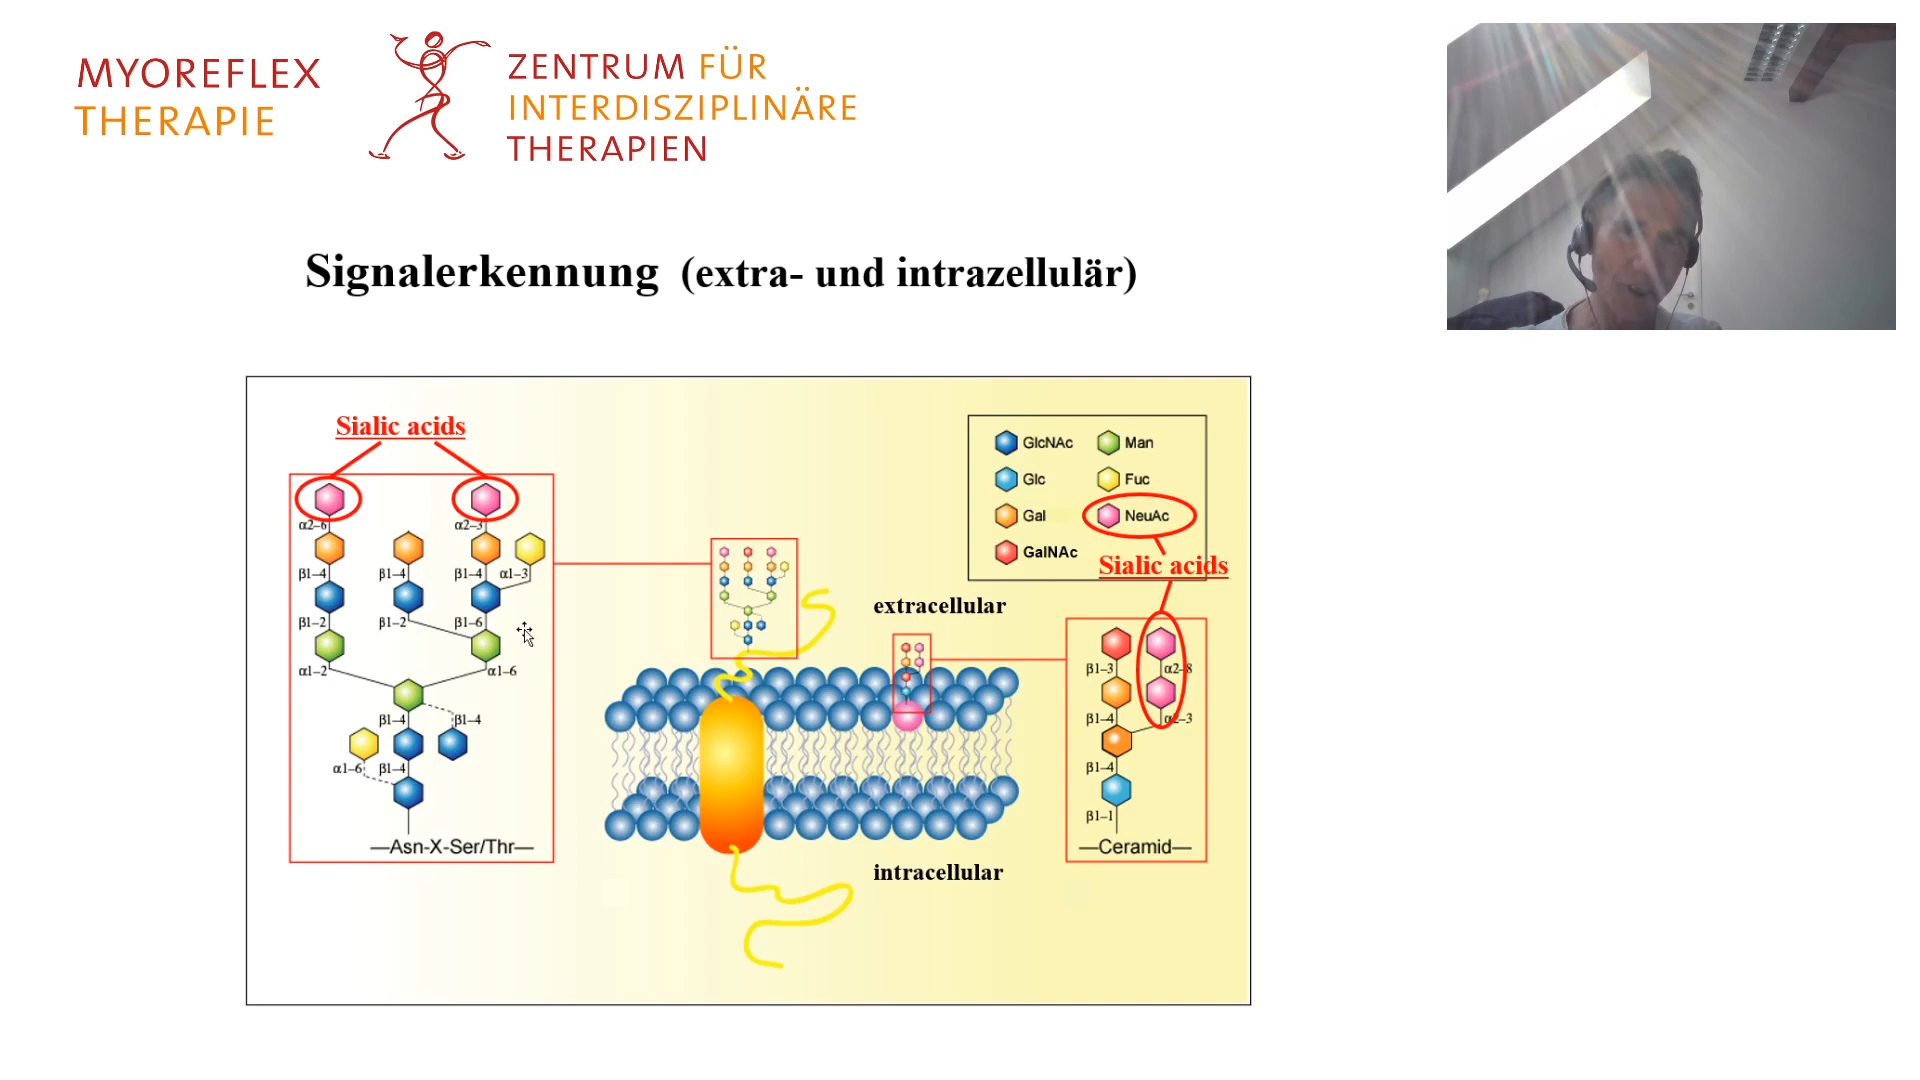 MYOREFLEX
THERAPIE
ZENTRUM FÜR
INTERDISZIPLINÄRE
THERAPIEN
Signalerkennung (extra- und intrazellulär)
Sialic acids
α2–6
α2–3
β1–4
β1–4
β1–4
α1–3
β1–2
β1–2
β1–6
α1–2
α1–6
β1–4
β1–4
α1–6
β1–4
—Asn-X-Ser/Thr—
GlcNAc
Man
Glc
Fuc
Gal
NeuAc
GalNAc
Sialic acids
extracellular
intracellular
β1–3
α2–8
β1–4
α2–3
β1–4
β1–1
—Ceramid—